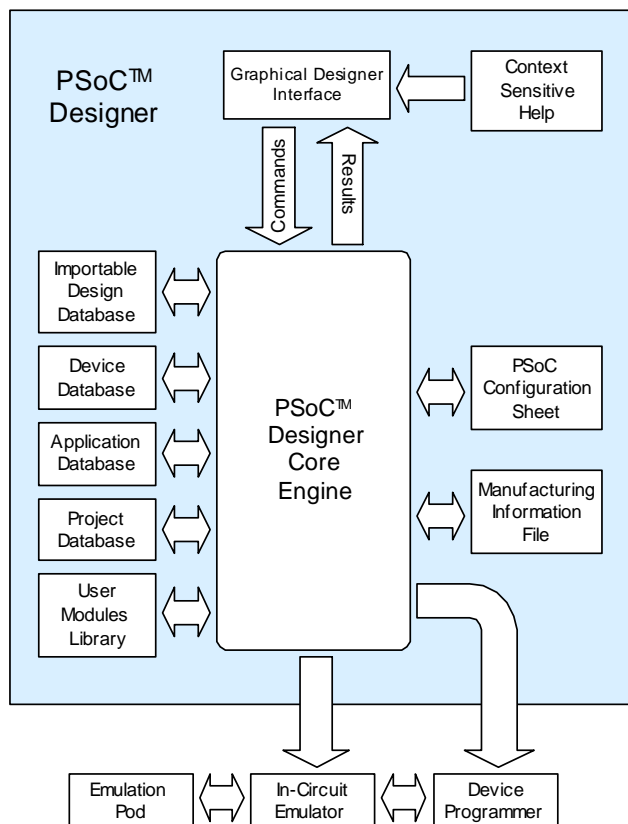 PSoC™
Designer
Graphical Designer
Interface
Context
Sensitive
Help
Commands
Results
Importable
Design
Database
Device
Database
Application
Database
Project
Database
User
Modules
Library
PSoC™
Designer
Core
Engine
PSoC
Configuration
Sheet
Manufacturing
Information
File
Emulation
Pod
In-Circuit
Emulator
Device
Programmer